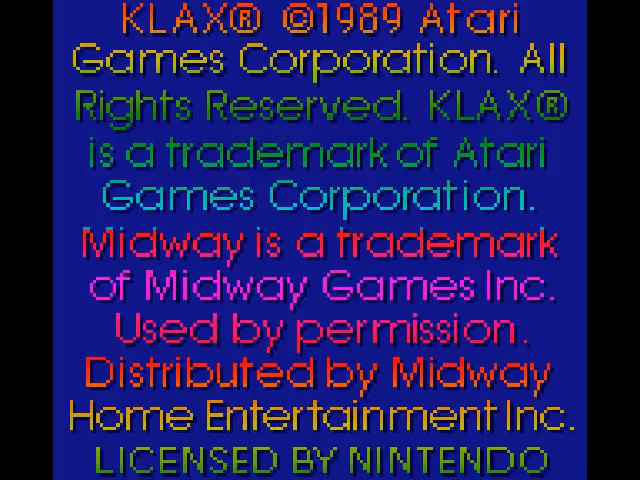 KLAX® ©1989 Atari
Games Corporation. All
Rights Reserved. KLAX®
is a trademark of Atari
Games Corporation.
Midway is a trademark
of Midway Games Inc.
Used by permission.
Distributed by Midway
Home Entertainment Inc.
LICENSED BY NINTENDO